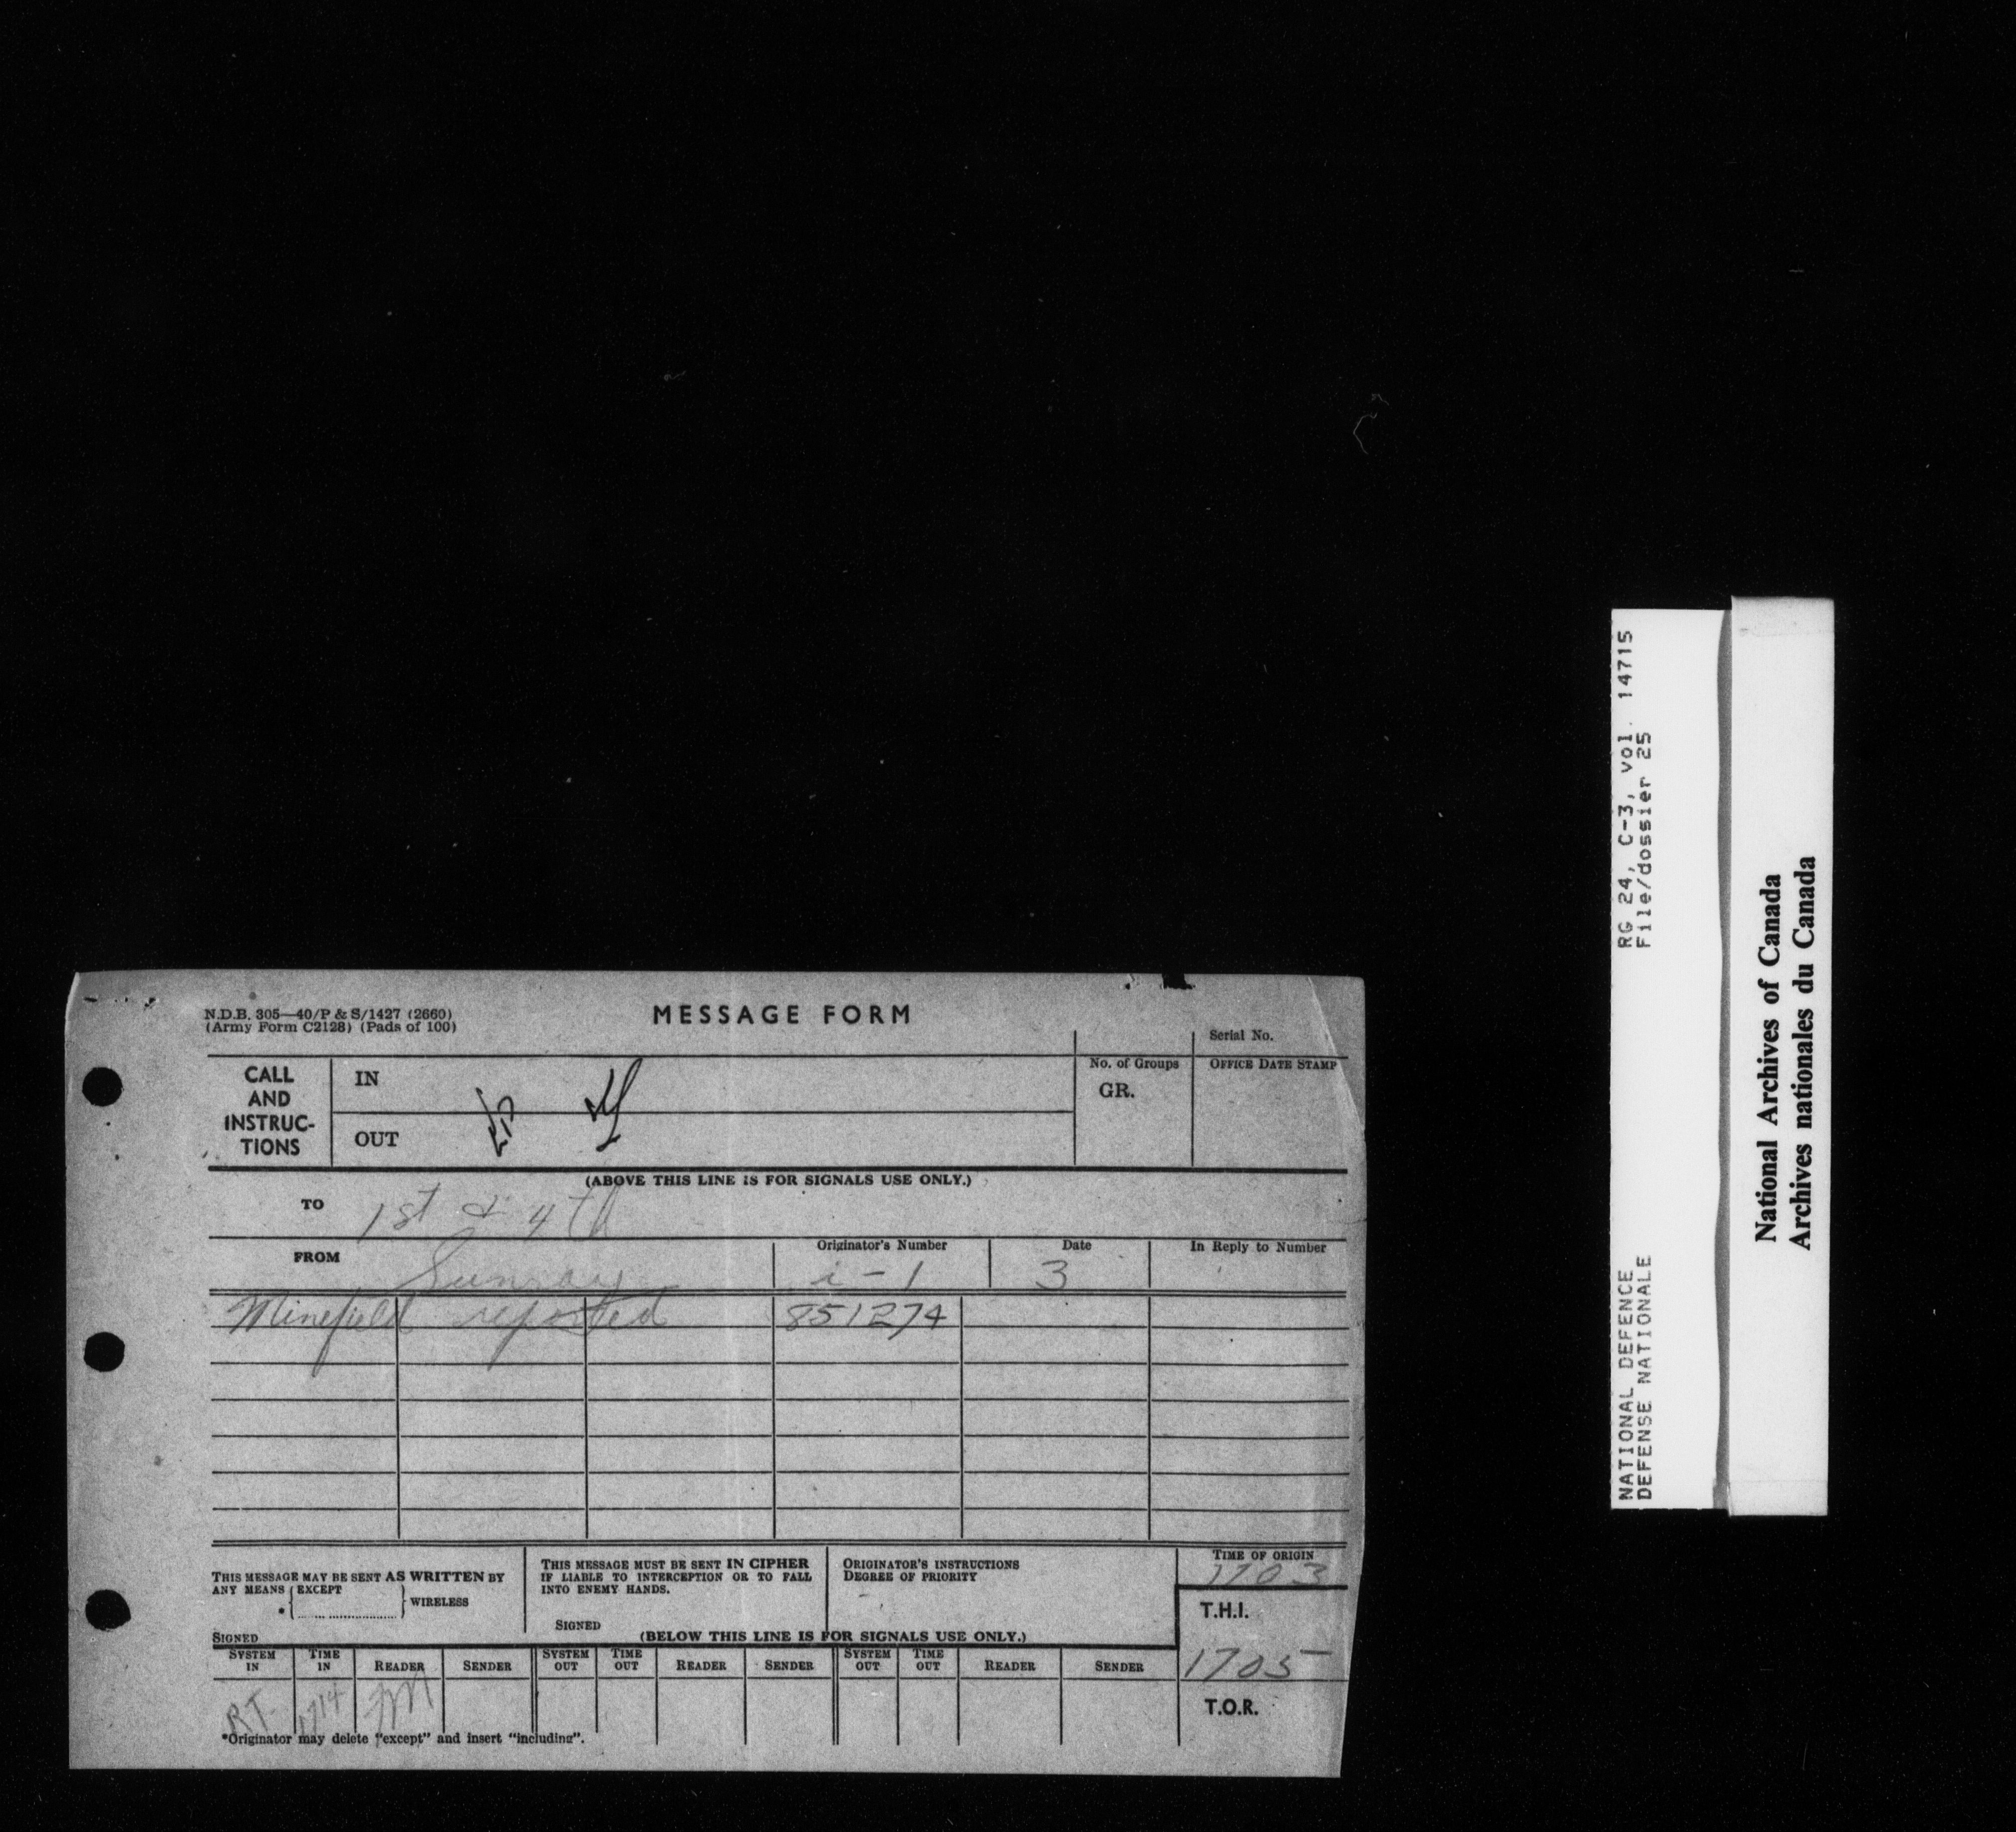 N.D.B. 305—40/P & S/1427 (2660)
(Army Form C2128) (Pads of 100)
MESSAGE FORM
Serial No.
CALL
AND
INSTRUC-
TIONS
IN
OUT
No. of Groups
GR.
OFFICE DATE STAMP
(ABOVE THIS LINE IS FOR SIGNALS USE ONLY.)
TO 1st & 4th
FROM Sunray
Originator's Number
i - 1
Date
3
In Reply to Number
Minefield reported 851274
THIS MESSAGE MAY BE SENT AS WRITTEN BY
ANY MEANS EXCEPT
* WIRELESS
SIGNED
THIS MESSAGE MUST BE SENT IN CIPHER
IF LIABLE TO INTERCEPTION OR TO FALL
INTO ENEMY HANDS.
SIGNED
ORIGINATOR'S INSTRUCTIONS
DEGREE OF PRIORITY
TIME OF ORIGIN
1703
T.H.I.
1705
T.O.R.
(BELOW THIS LINE IS FOR SIGNALS USE ONLY.)
SYSTEM IN TIME IN READER SENDER SYSTEM OUT TIME OUT READER SENDER SYSTEM OUT TIME OUT READER SENDER
RT 1714
*Originator may delete "except" and insert "including".
NATIONAL DEFENCE RG 24, C-3, vol. 14715
DEFENSE NATIONALE File/dossier 25
National Archives of Canada
Archives nationales du Canada